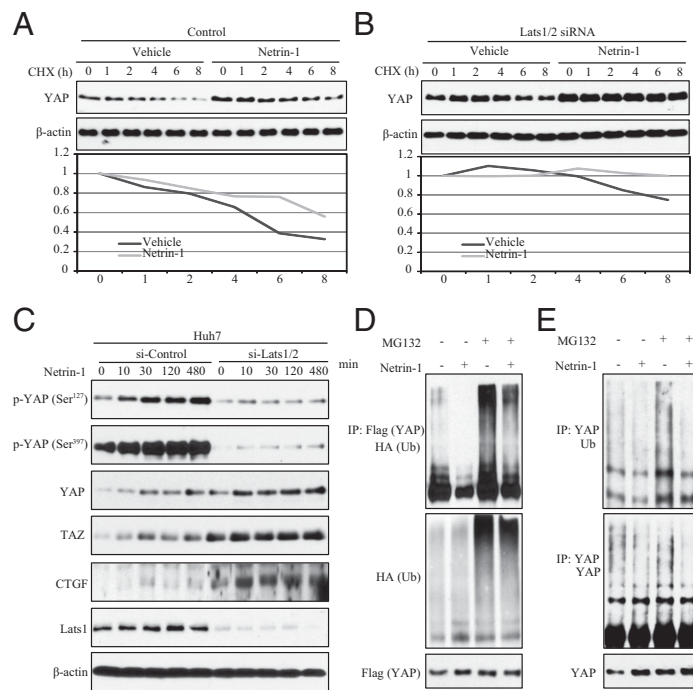 A
Control
Vehicle Netrin-1
CHX (h) 0 1 2 4 6 8 0 1 2 4 6 8
YAP
β-actin
1.2
1
0.8
0.6
0.4
0.2
0
Vehicle
Netrin-1
0 1 2 4 6 8
B
Lats1/2 siRNA
Vehicle Netrin-1
CHX (h) 0 1 2 4 6 8 0 1 2 4 6 8
YAP
β-actin
1.2
1
0.8
0.6
0.4
0.2
0
Vehicle
Netrin-1
0 1 2 4 6 8
C
Huh7
si-Control si-Lats1/2
Netrin-1 0 10 30 120 480 0 10 30 120 480 min
p-YAP (Ser¹²⁷)
p-YAP (Ser³⁹⁷)
YAP
TAZ
CTGF
Lats1
β-actin
D
MG132 - - + +
Netrin-1 - + - +
IP: Flag (YAP)
HA (Ub)
HA (Ub)
Flag (YAP)
E
MG132 - - + +
Netrin-1 - + - +
IP: YAP
Ub
IP: YAP
YAP
YAP